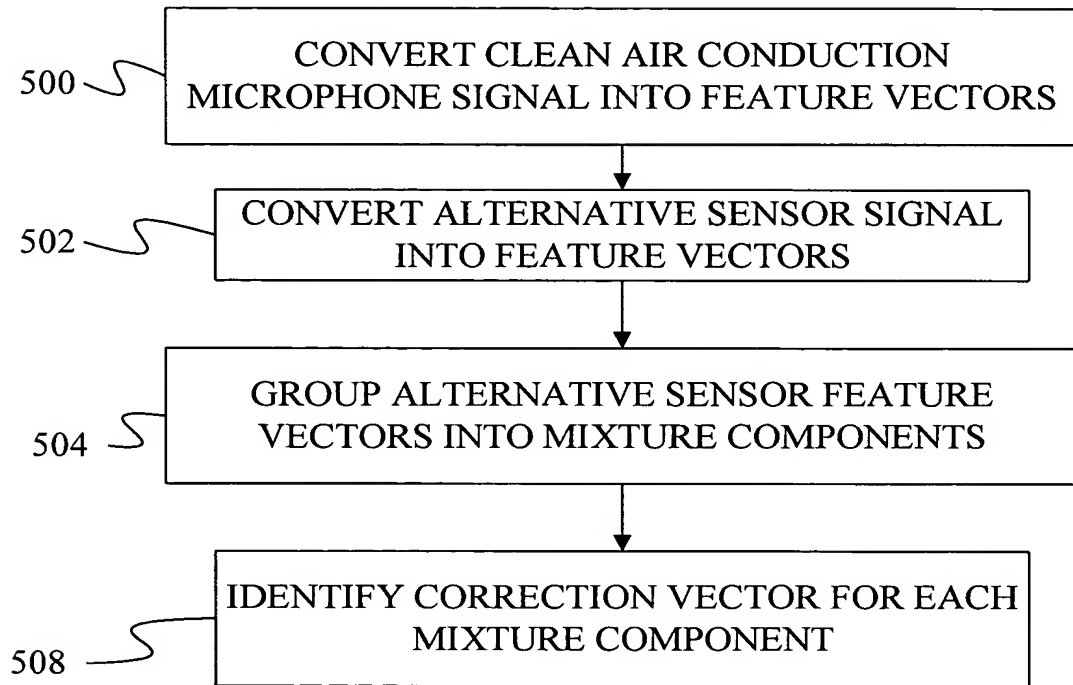 500
CONVERT CLEAN AIR CONDUCTION
MICROPHONE SIGNAL INTO FEATURE VECTORS
502
CONVERT ALTERNATIVE SENSOR SIGNAL
INTO FEATURE VECTORS
504
GROUP ALTERNATIVE SENSOR FEATURE
VECTORS INTO MIXTURE COMPONENTS
508
IDENTIFY CORRECTION VECTOR FOR EACH
MIXTURE COMPONENT